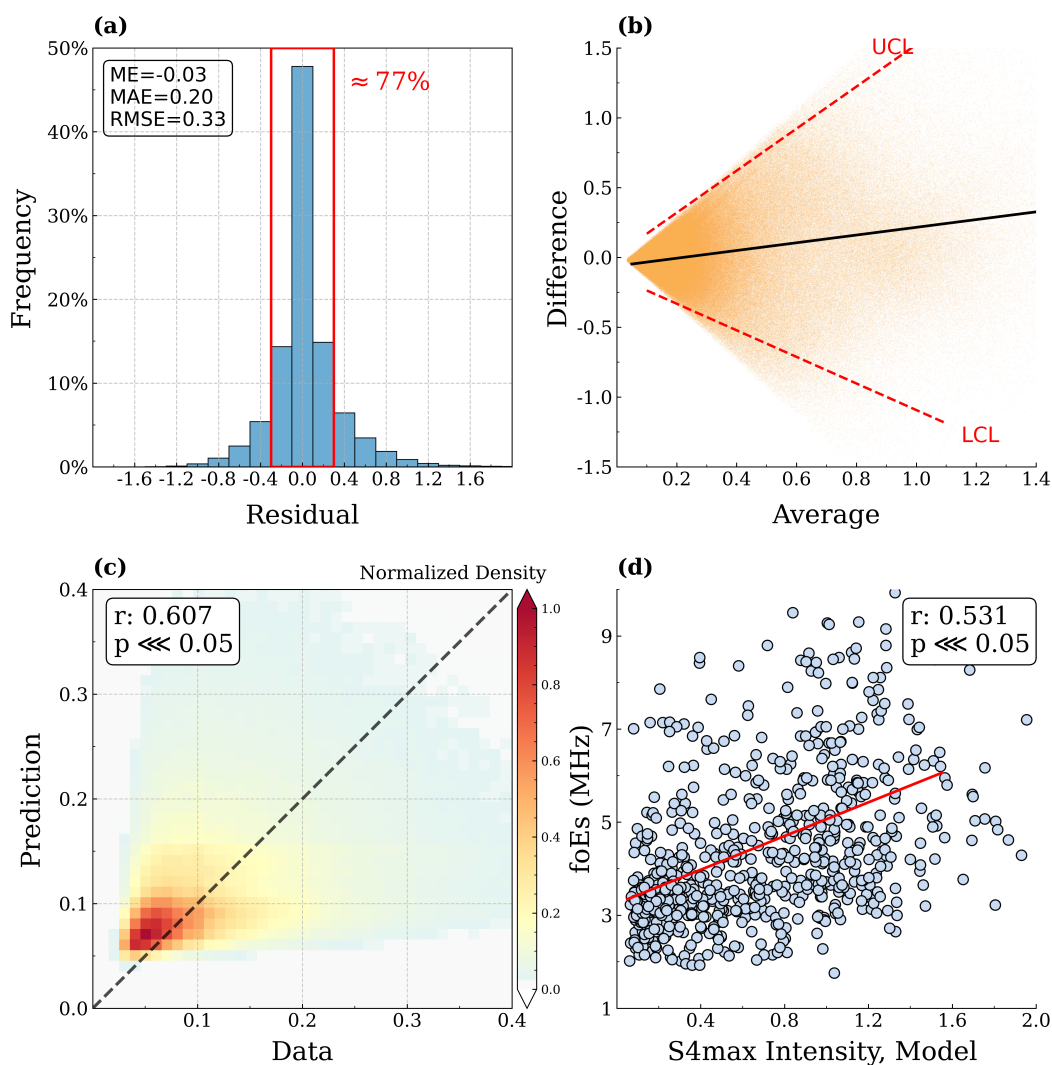 (a)
50%
40%
30%
20%
10%
0%
Frequency
ME=-0.03
MAE=0.20
RMSE=0.33
≈ 77%
-1.6 -1.2 -0.8 -0.4 0.0 0.4 0.8 1.2 1.6
Residual
(b)
1.5
1.0
0.5
0.0
-0.5
-1.0
-1.5
Difference
UCL
LCL
0.2 0.4 0.6 0.8 1.0 1.2 1.4
Average
(c)
Normalized Density
0.4
0.3
0.2
0.1
0.0
Prediction
r: 0.607
p ⋘ 0.05
0.1 0.2 0.3 0.4
Data
1.0
0.8
0.6
0.4
0.2
0.0
(d)
9
7
5
3
1
foEs (MHz)
r: 0.531
p ⋘ 0.05
0.4 0.8 1.2 1.6 2.0
S4max Intensity, Model